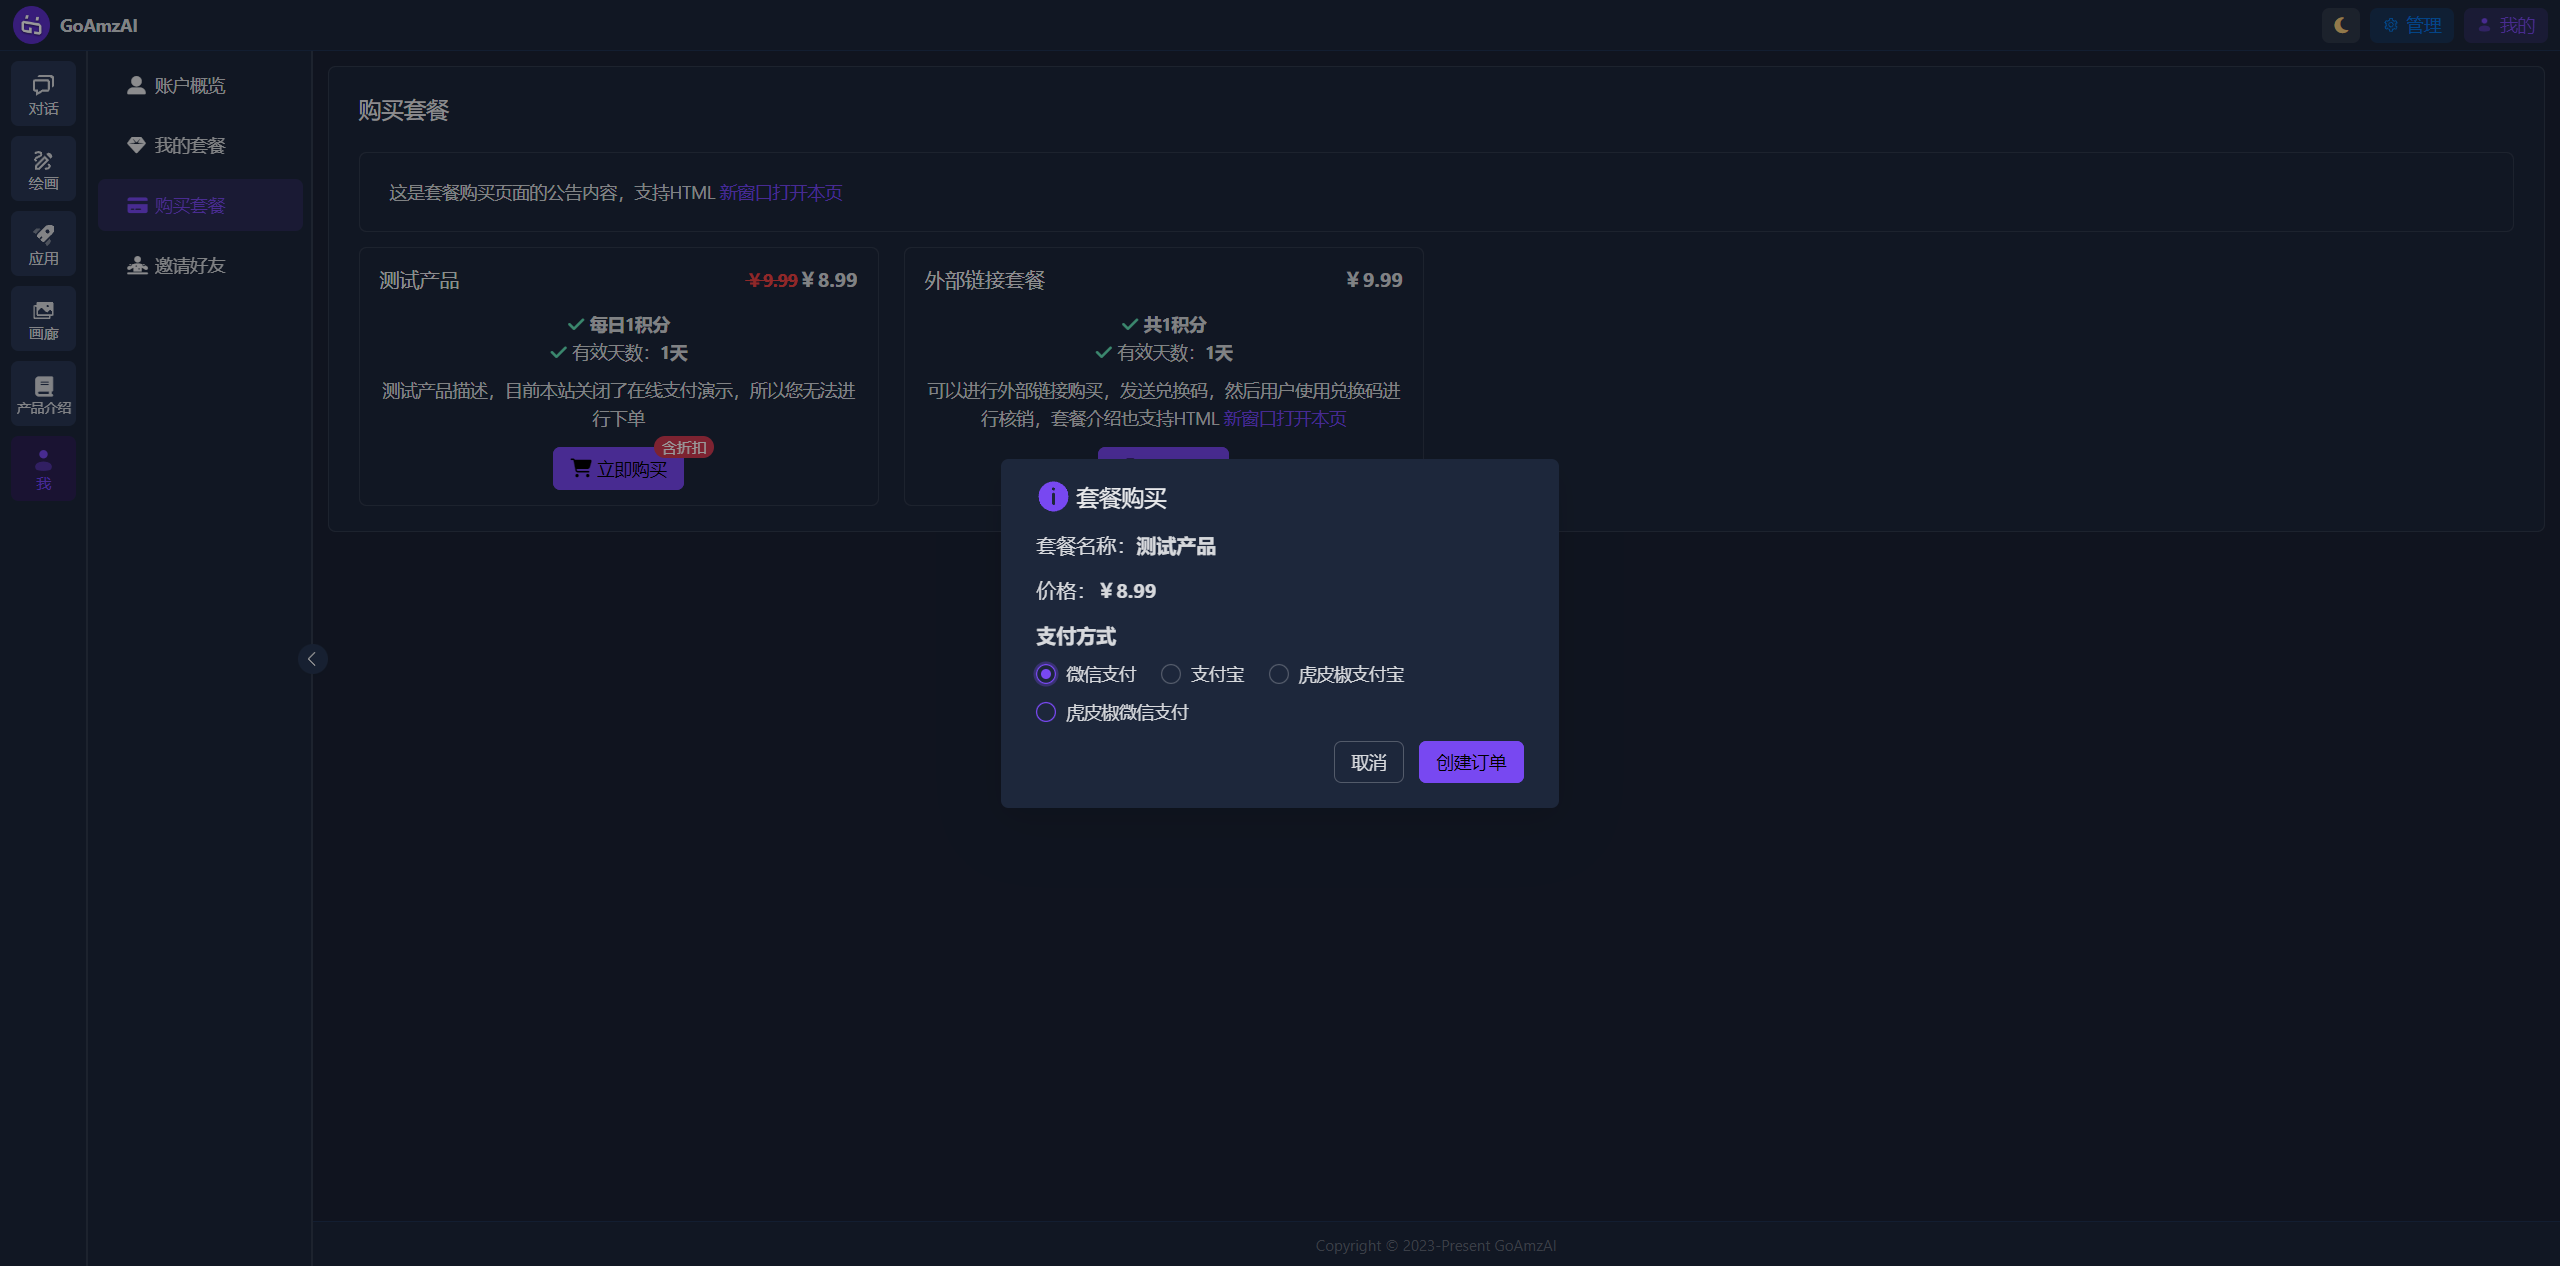 GoAmzAI
管理
我的
对话
绘画
应用
画廊
产品介绍
我
账户概览
我的套餐
购买套餐
邀请好友
购买套餐
这是套餐购买页面的公告内容，支持HTML 新窗口打开本页
测试产品
￥9.99 ￥8.99
每日1积分
有效天数：1天
测试产品描述，目前本站关闭了在线支付演示，所以您无法进
行下单
含折扣
立即购买
外部链接套餐
￥9.99
共1积分
有效天数：1天
可以进行外部链接购买，发送兑换码，然后用户使用兑换码进
行核销，套餐介绍也支持HTML 新窗口打开本页
套餐购买
套餐名称：测试产品
价格：￥8.99
支付方式
微信支付 支付宝 虎皮椒支付宝
虎皮椒微信支付
取消
创建订单
Copyright © 2023-Present GoAmzAI